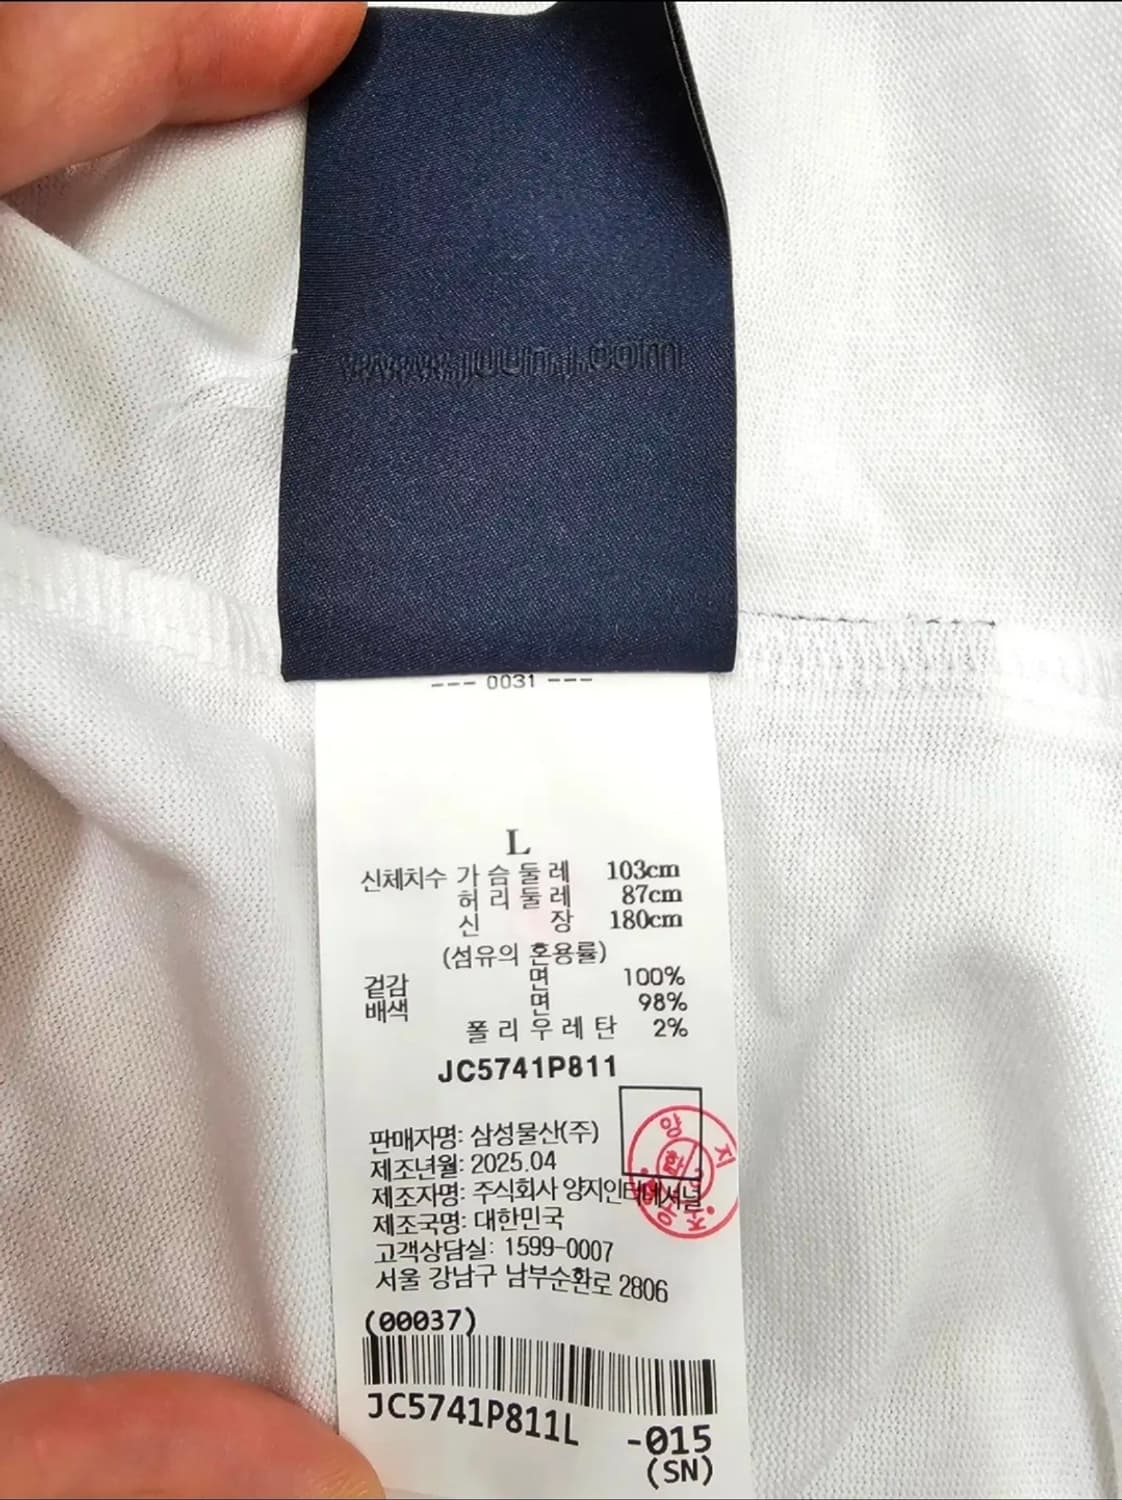 www.juunj.com
--- 0031 ---
L
신체치수 가슴둘레 103cm
허리둘레 87cm
신장 180cm
(섬유의 혼용률)
겉감 면 100%
배색 면 98%
폴리우레탄 2%
JC5741P811
판매자명: 삼성물산(주)
제조년월: 2025.04
제조자명: 주식회사 양지인터내셔널
제조국명: 대한민국
고객상담실: 1599-0007
서울 강남구 남부순환로 2806
(00037)
JC5741P811L -015
(SN)